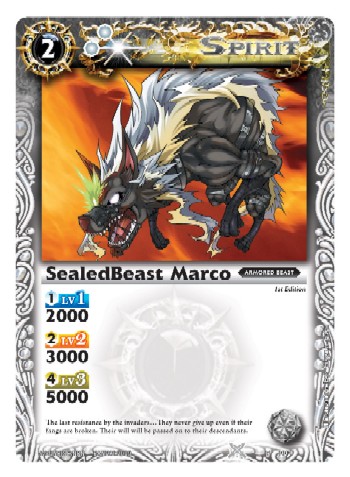 2 SPIRIT
SealedBeast Marco ARMORED BEAST
1st Edition
1 LV1
2000
2 LV2
3000
4 LV3
5000
The last resistance by the invaders...They never give up even if their
fangs are broken. Their will will be passed on to their descendants.